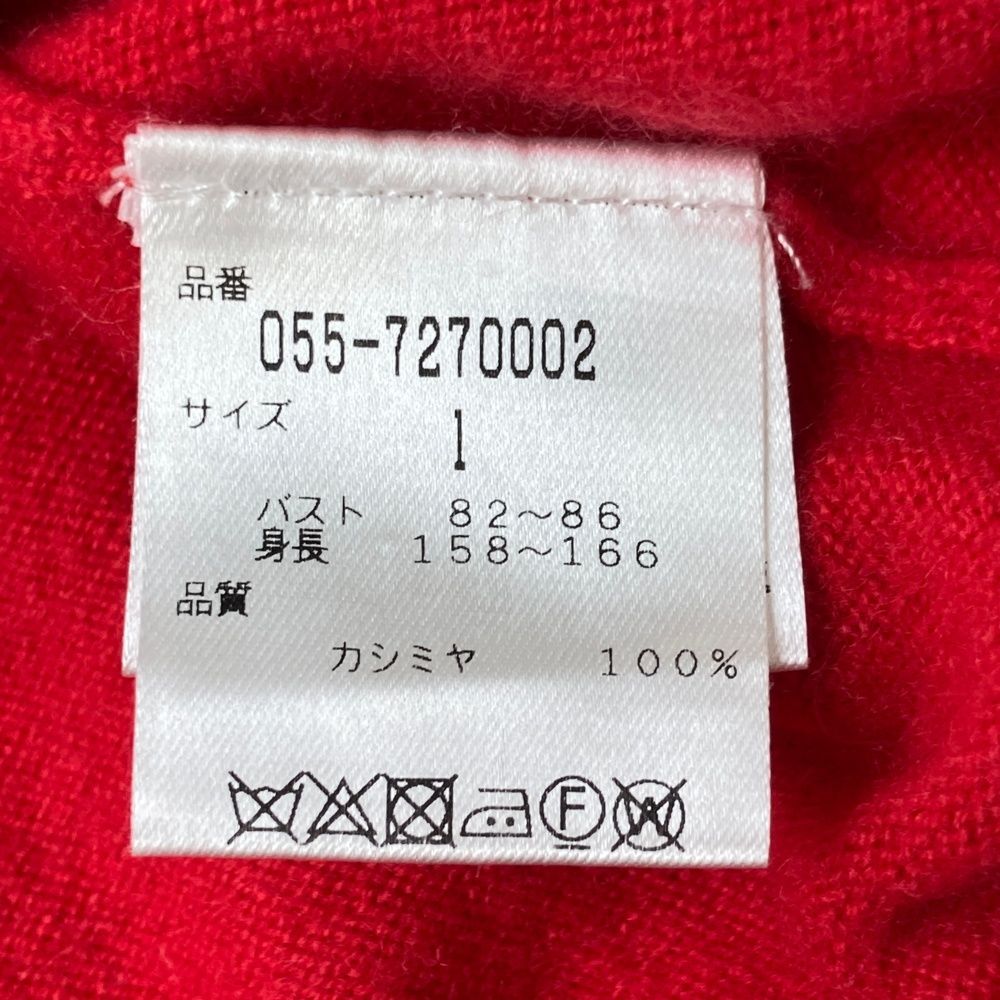 品番
055-7270002
サイズ
1
バスト 82~86
身長 158~166
品質
カシミヤ 100%
F
W